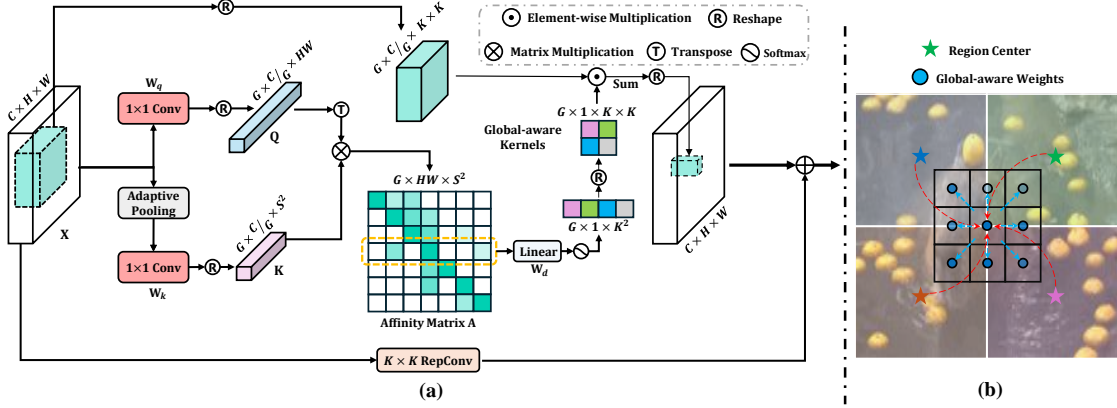 Ⓡ
C × H × W
X
W_q
1×1 Conv
Ⓡ
G × C/G × HW
Q
Ⓣ
Adaptive
Pooling
1×1 Conv
W_k
Ⓡ
G × C/G × S²
K
G × C/G × K × K
Element-wise Multiplication
Ⓡ Reshape
Matrix Multiplication
Ⓣ Transpose
Softmax
Sum
Ⓡ
G × 1 × K × K
Global-aware
Kernels
Ⓡ
G × 1 × K²
G × HW × S²
Affinity Matrix A
Linear
W_d
C × H × W
K × K RepConv
(a)
Region Center
Global-aware Weights
(b)